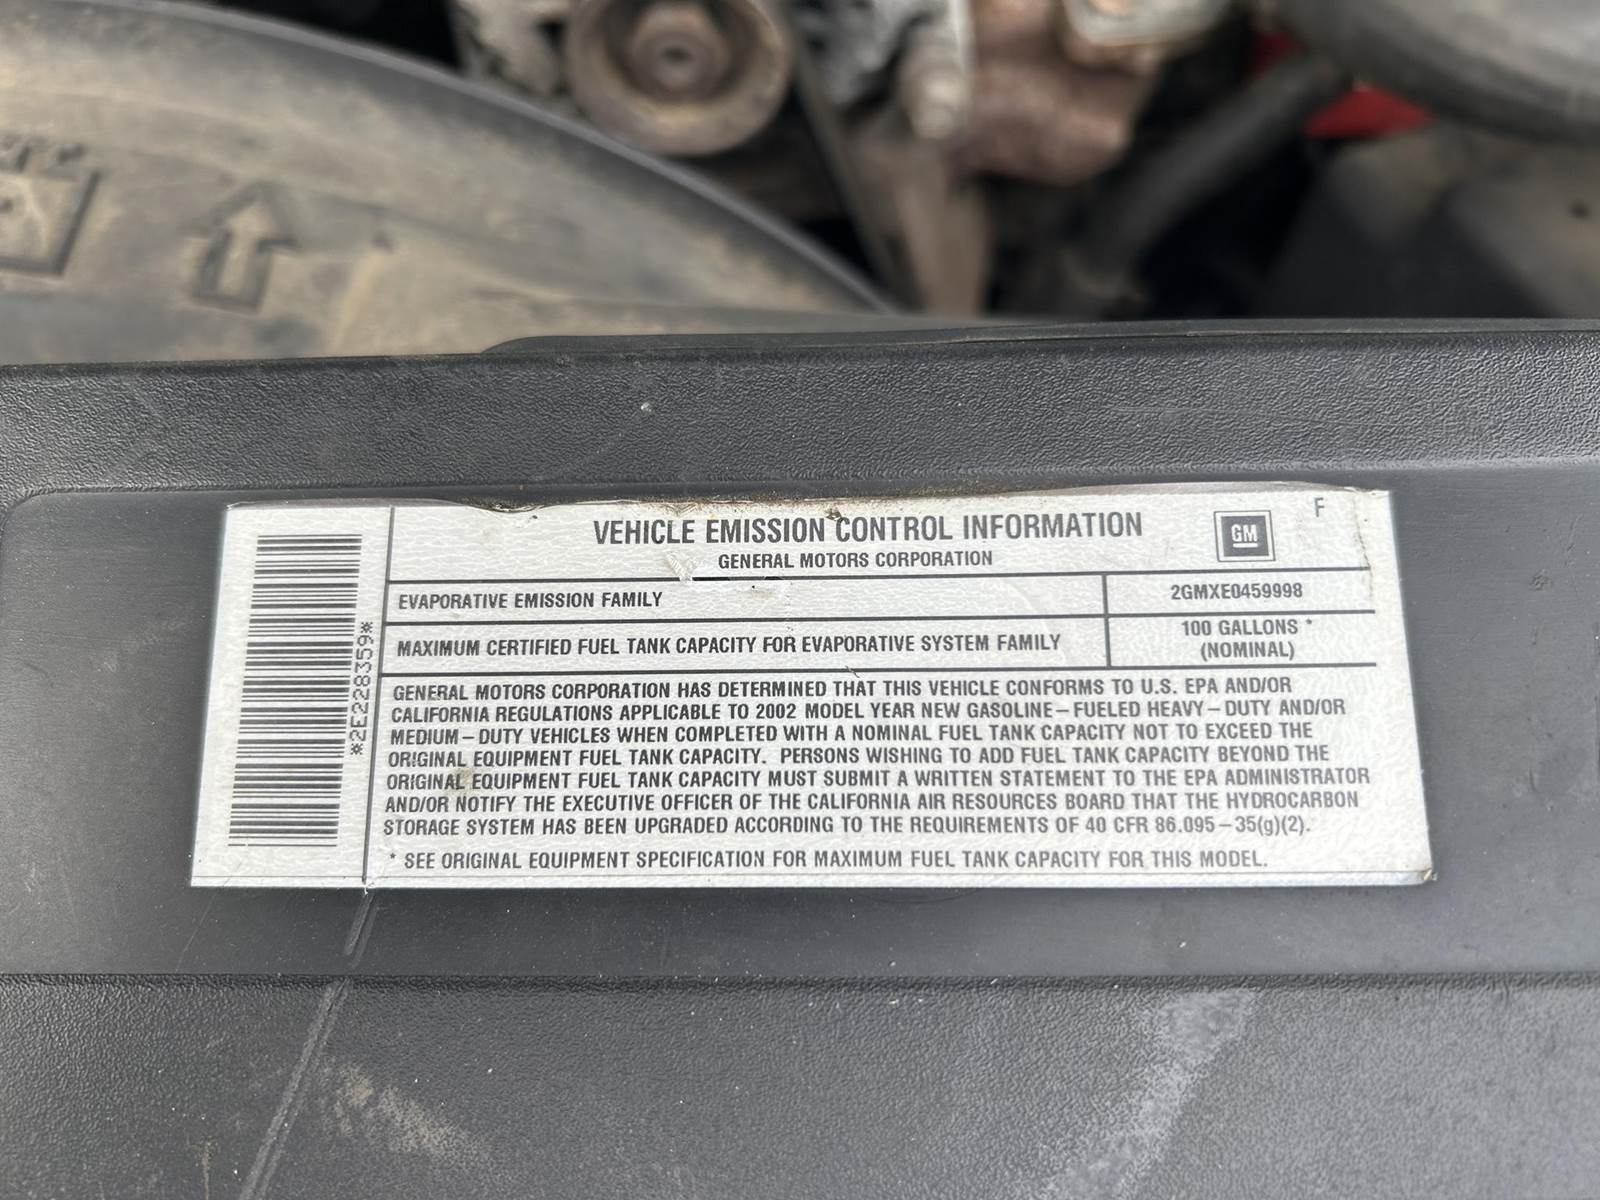 VEHICLE EMISSION CONTROL INFORMATION
GENERAL MOTORS CORPORATION
GM
F
EVAPORATIVE EMISSION FAMILY
2GMXE0459998
MAXIMUM CERTIFIED FUEL TANK CAPACITY FOR EVAPORATIVE SYSTEM FAMILY
100 GALLONS *
(NOMINAL)
*2E228359*
GENERAL MOTORS CORPORATION HAS DETERMINED THAT THIS VEHICLE CONFORMS TO U.S. EPA AND/OR
CALIFORNIA REGULATIONS APPLICABLE TO 2002 MODEL YEAR NEW GASOLINE–FUELED HEAVY–DUTY AND/OR
MEDIUM–DUTY VEHICLES WHEN COMPLETED WITH A NOMINAL FUEL TANK CAPACITY NOT TO EXCEED THE
ORIGINAL EQUIPMENT FUEL TANK CAPACITY. PERSONS WISHING TO ADD FUEL TANK CAPACITY BEYOND THE
ORIGINAL EQUIPMENT FUEL TANK CAPACITY MUST SUBMIT A WRITTEN STATEMENT TO THE EPA ADMINISTRATOR
AND/OR NOTIFY THE EXECUTIVE OFFICER OF THE CALIFORNIA AIR RESOURCES BOARD THAT THE HYDROCARBON
STORAGE SYSTEM HAS BEEN UPGRADED ACCORDING TO THE REQUIREMENTS OF 40 CFR 86.095–35(g)(2).
* SEE ORIGINAL EQUIPMENT SPECIFICATION FOR MAXIMUM FUEL TANK CAPACITY FOR THIS MODEL.